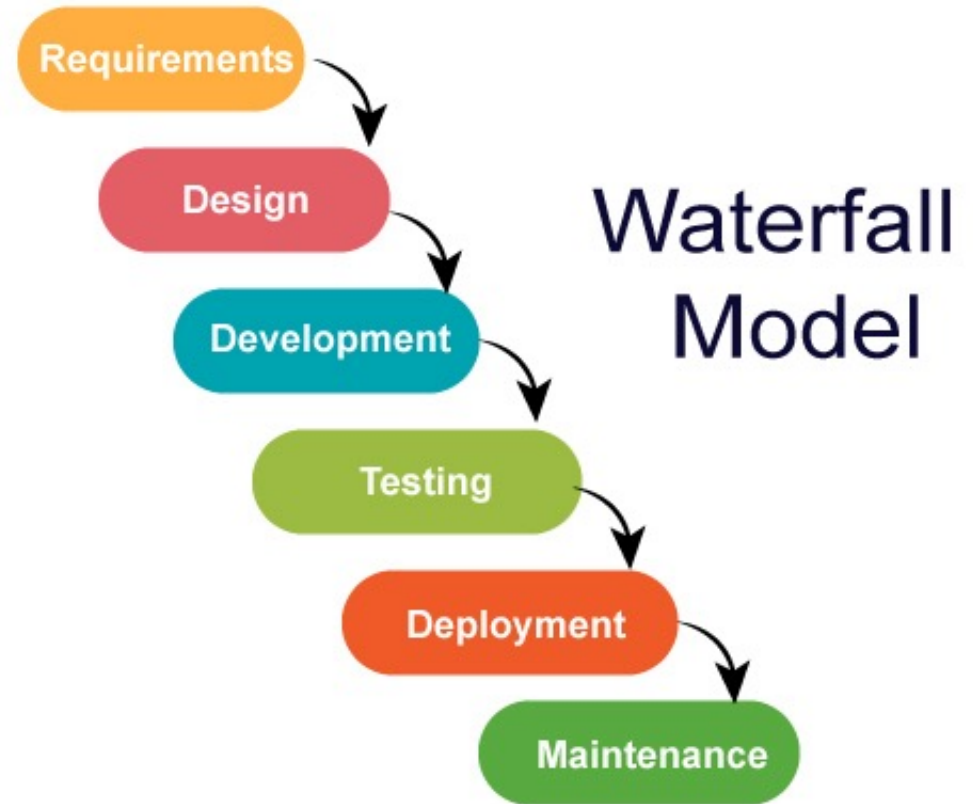 Requirements
Design
Waterfall
Model
Development
Testing
Deployment
Maintenance